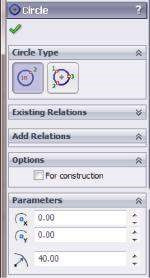 Circle ?
Circle Type
Existing Relations
Add Relations
Options
For construction
Parameters
0.00
0.00
40.00